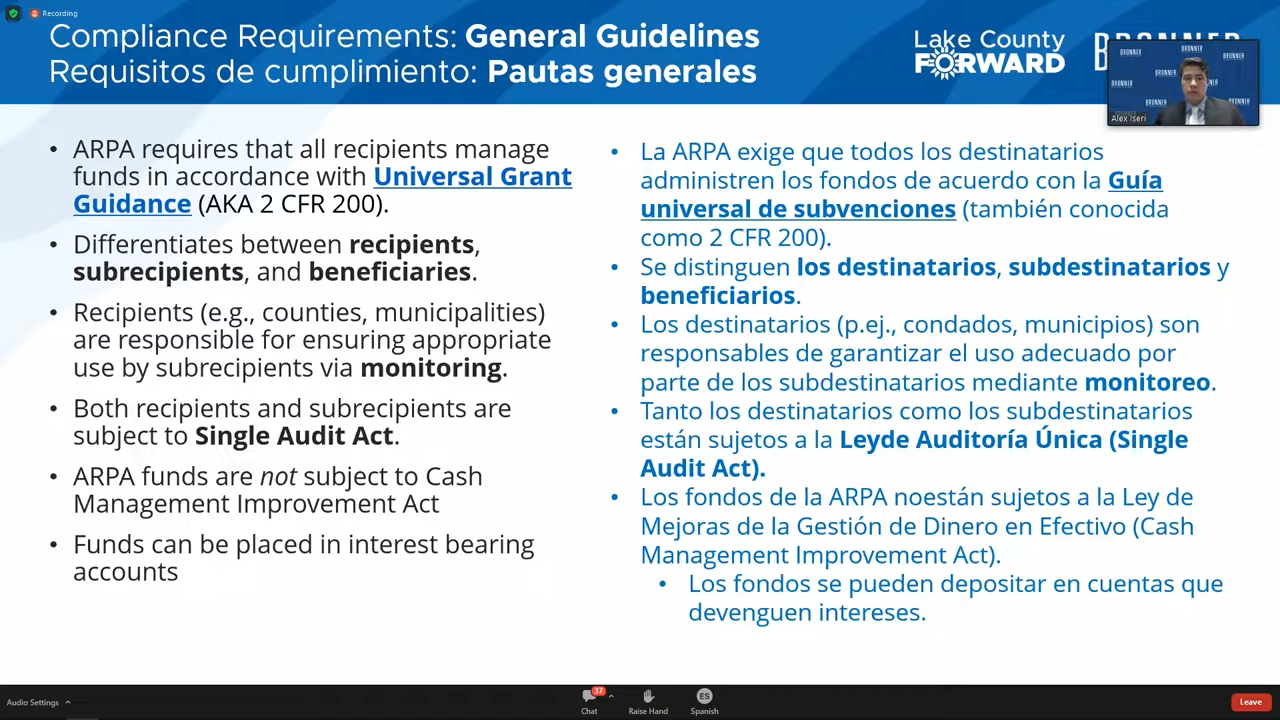 Recording
Compliance Requirements: General Guidelines
Requisitos de cumplimiento: Pautas generales
Lake County
FORWARD
BRONNER
BRONNER
BRONNER
BRONNER
BRONNER
BRONNER
BRONNER
BRONNER
Alex Iseri
• ARPA requires that all recipients manage
funds in accordance with Universal Grant
Guidance (AKA 2 CFR 200).
• Differentiates between recipients,
subrecipients, and beneficiaries.
• Recipients (e.g., counties, municipalities)
are responsible for ensuring appropriate
use by subrecipients via monitoring.
• Both recipients and subrecipients are
subject to Single Audit Act.
• ARPA funds are not subject to Cash
Management Improvement Act
• Funds can be placed in interest bearing
accounts
• La ARPA exige que todos los destinatarios
administren los fondos de acuerdo con la Guía
universal de subvenciones (también conocida
como 2 CFR 200).
• Se distinguen los destinatarios, subdestinatarios y
beneficiarios.
• Los destinatarios (p.ej., condados, municipios) son
responsables de garantizar el uso adecuado por
parte de los subdestinatarios mediante monitoreo.
• Tanto los destinatarios como los subdestinatarios
están sujetos a la Leyde Auditoría Única (Single
Audit Act).
• Los fondos de la ARPA noestán sujetos a la Ley de
Mejoras de la Gestión de Dinero en Efectivo (Cash
Management Improvement Act).
• Los fondos se pueden depositar en cuentas que
devenguen intereses.
Audio Settings
37
Chat
Raise Hand
ES
Spanish
Leave